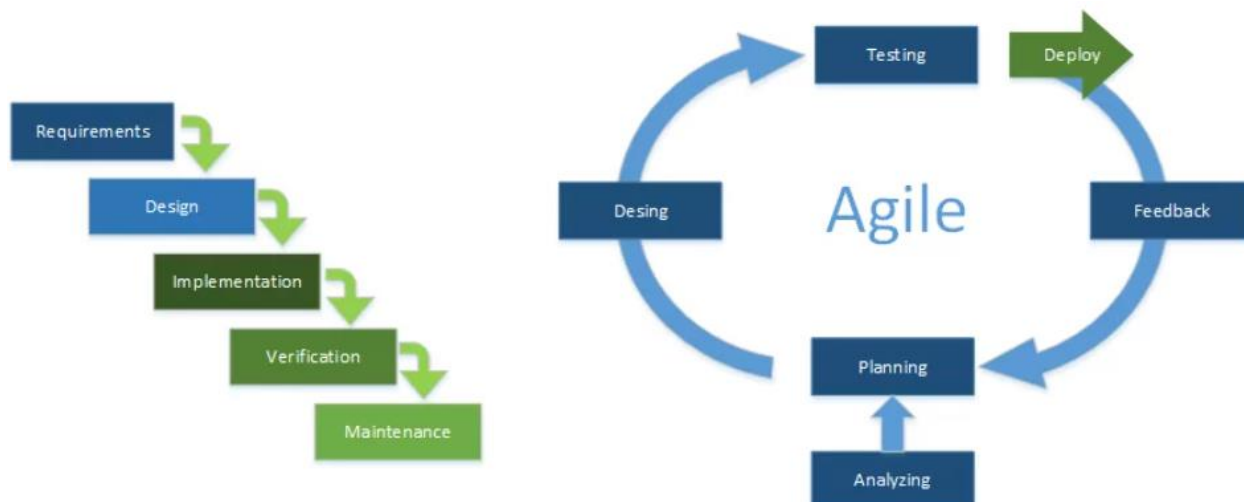 Requirements
Design
Implementation
Verification
Maintenance
Testing
Deploy
Desing
Agile
Feedback
Planning
Analyzing